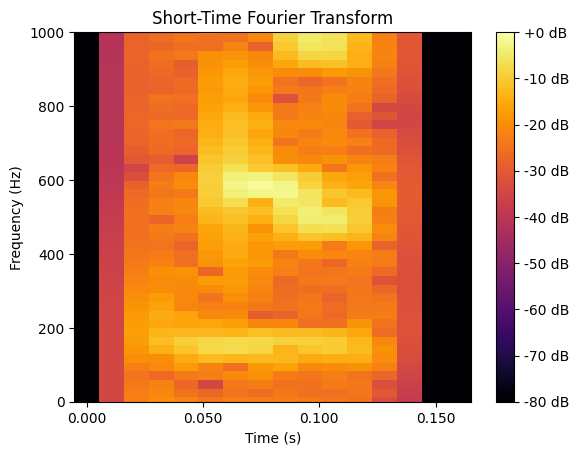 Short-Time Fourier Transform
1000
800
600
400
200
0
Frequency (Hz)
0.000
0.050
0.100
0.150
Time (s)
+0 dB
-10 dB
-20 dB
-30 dB
-40 dB
-50 dB
-60 dB
-70 dB
-80 dB